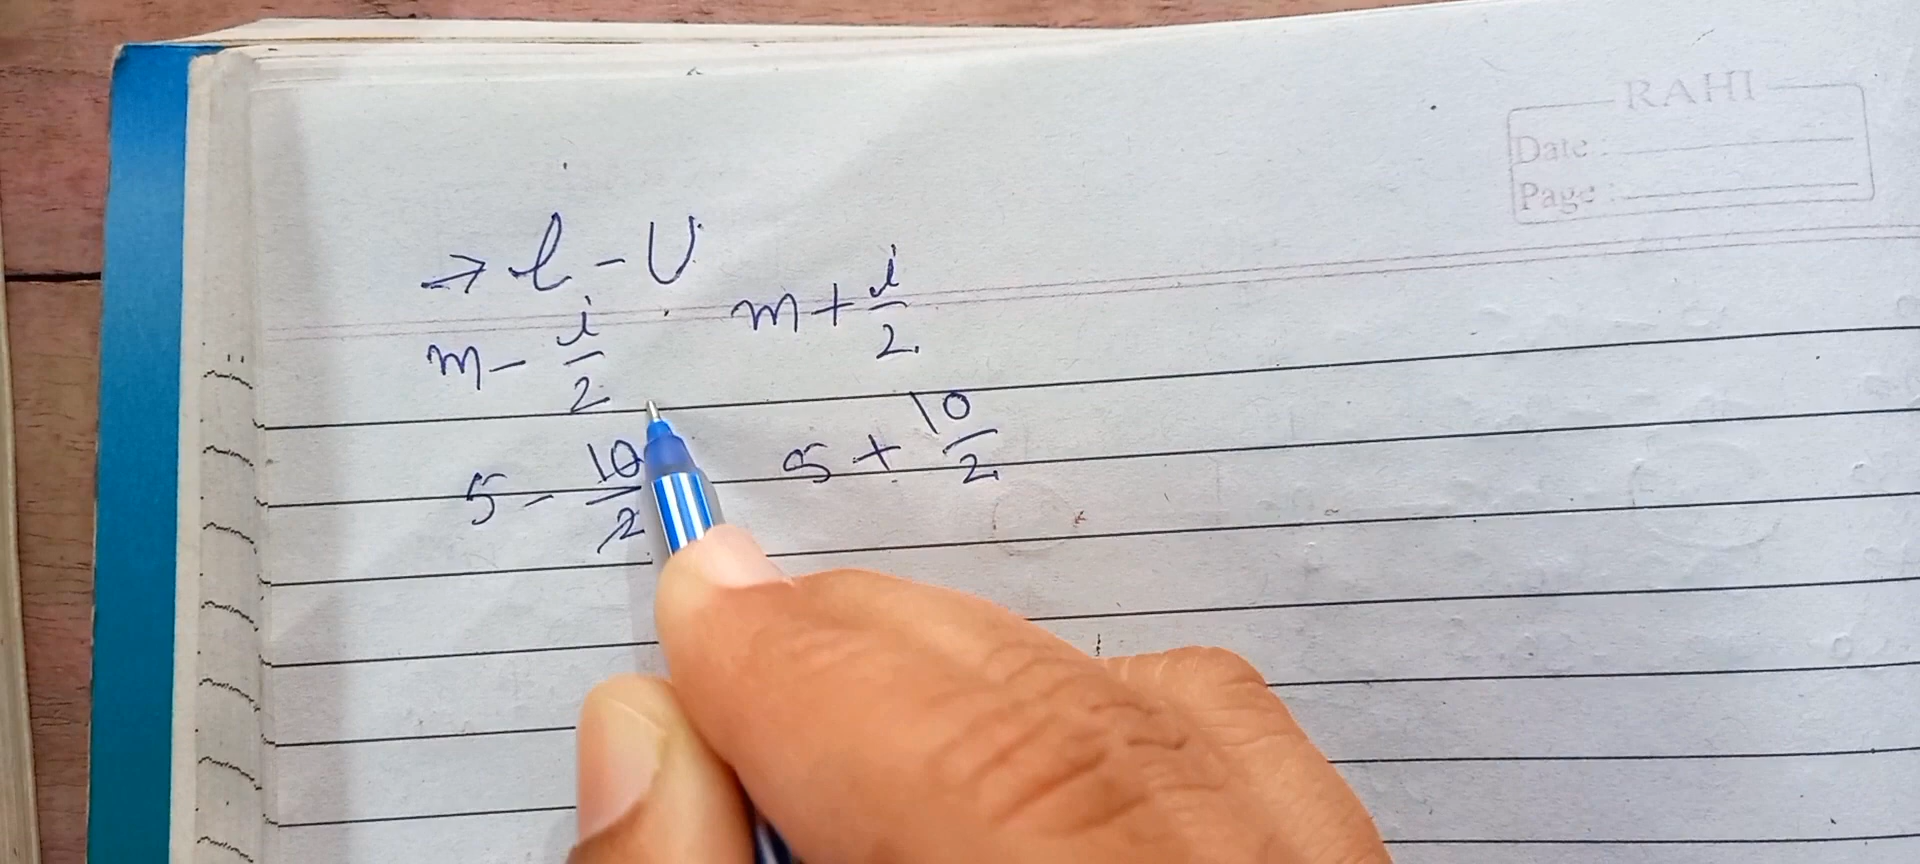 RAHI
Date :
Page :
→ l - U
m - i/2 m + i/2
5 - 10/2 5 + 10/2